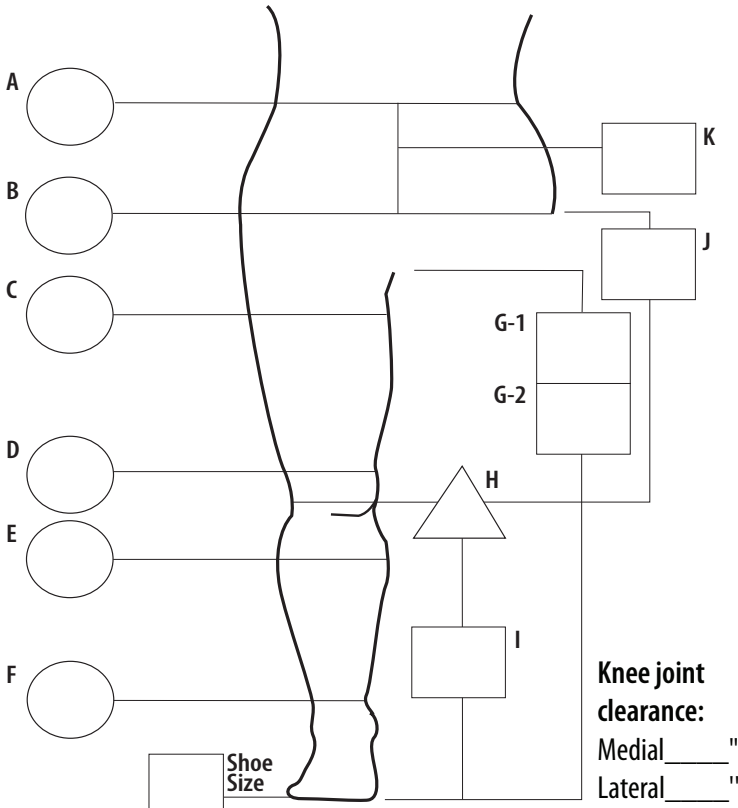 A
K
B
J
C
G-1
G-2
D
H
E
I
F
Knee joint
clearance:
Medial_____"
Lateral_____"
Shoe
Size